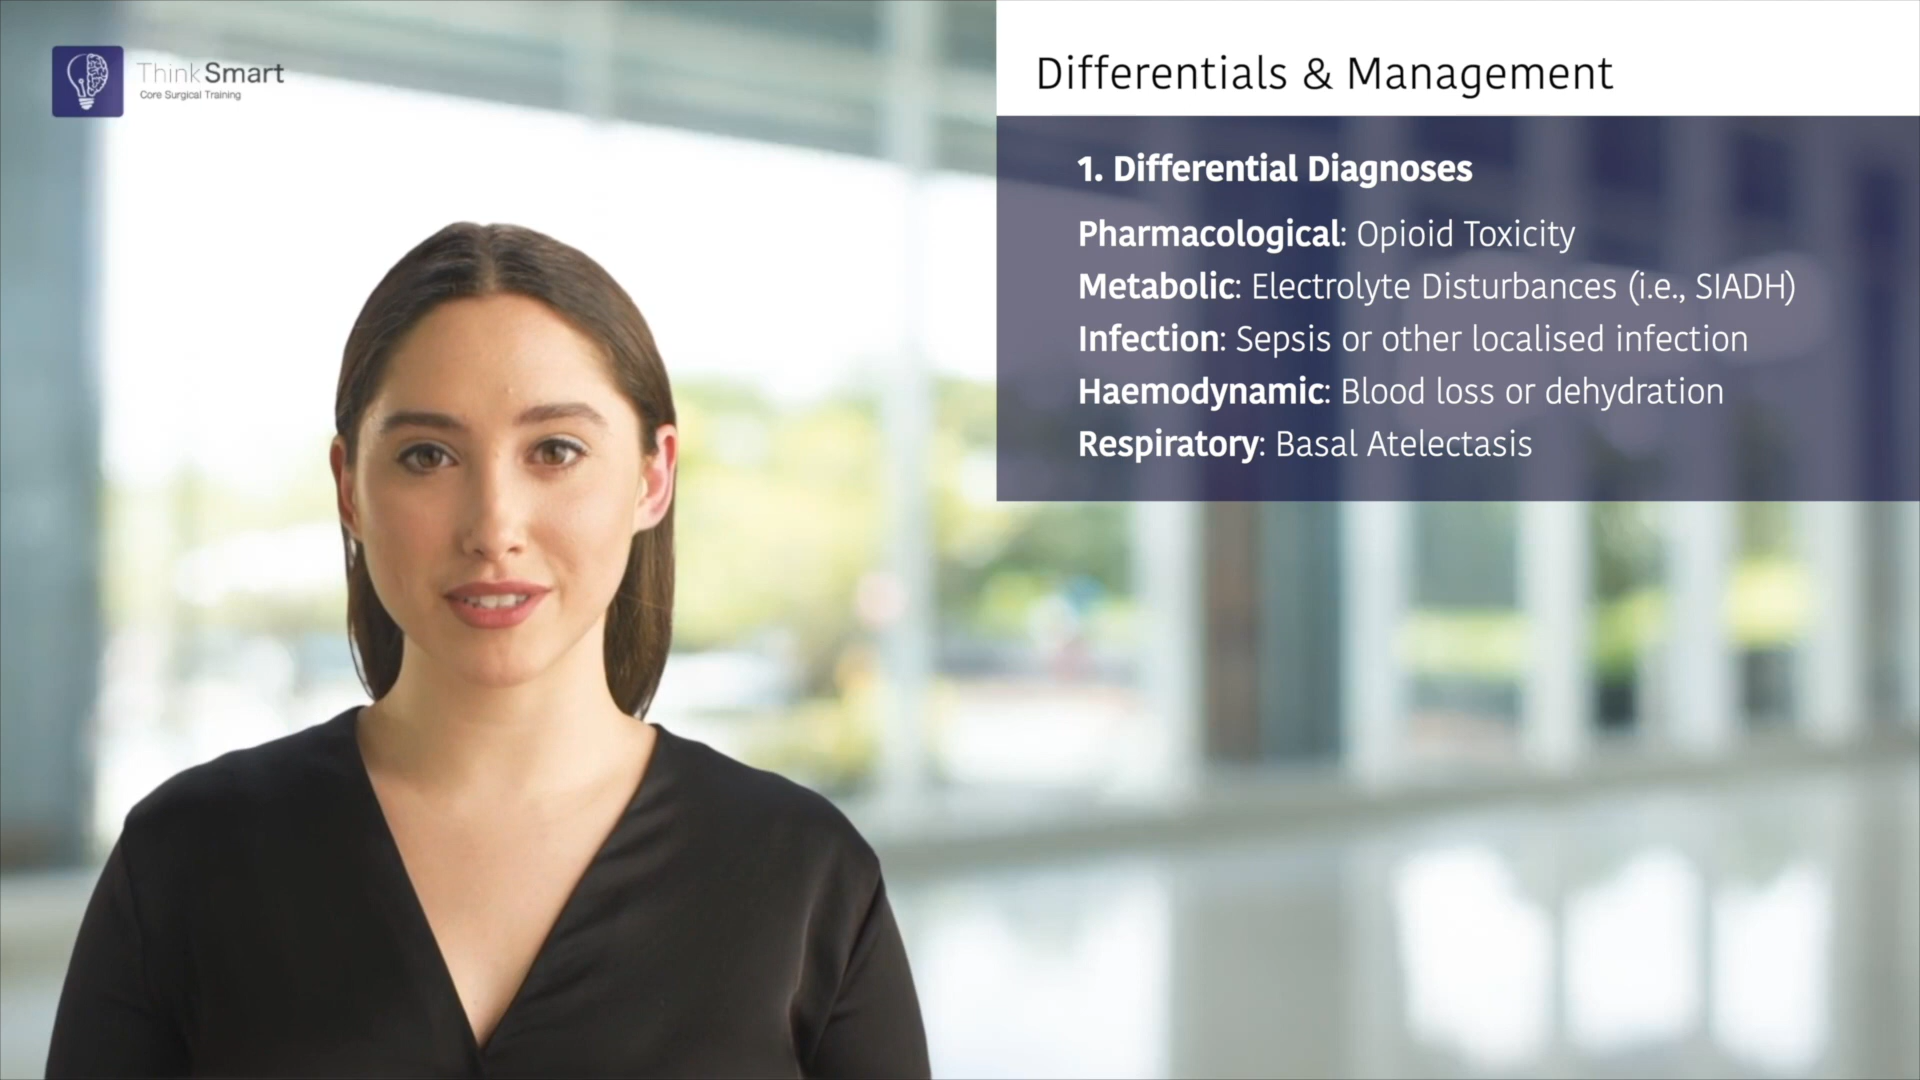 ThinkSmart
Core Surgical Training
Differentials & Management
1. Differential Diagnoses
Pharmacological: Opioid Toxicity
Metabolic: Electrolyte Disturbances (i.e., SIADH)
Infection: Sepsis or other localised infection
Haemodynamic: Blood loss or dehydration
Respiratory: Basal Atelectasis